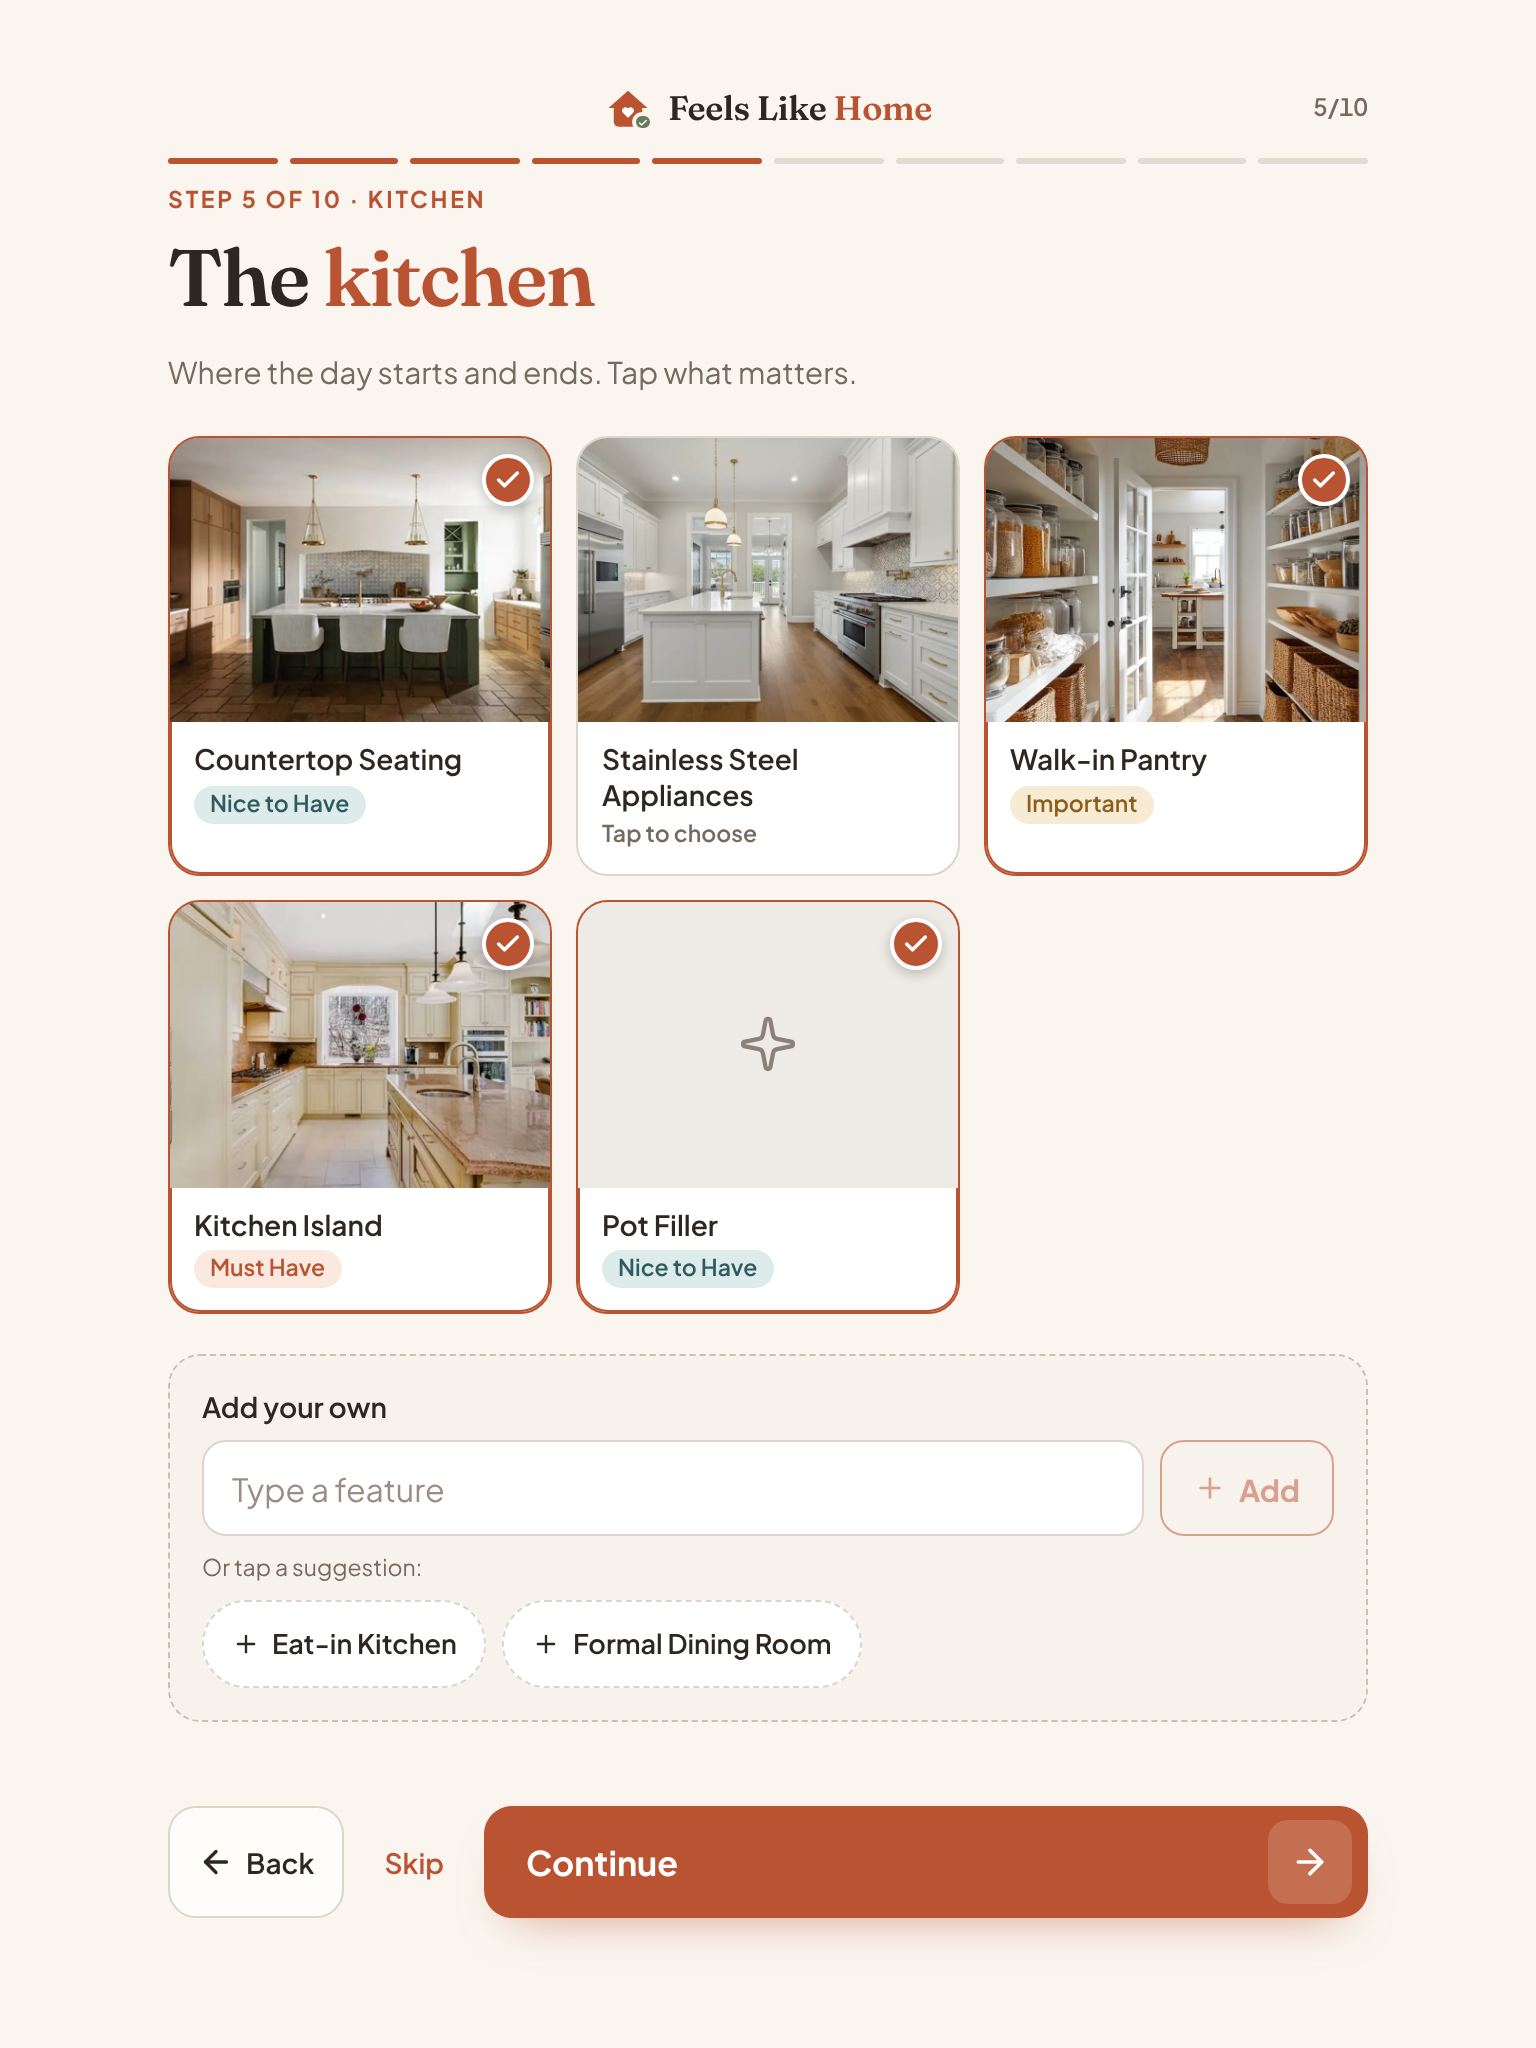 Feels Like Home
5/10
STEP 5 OF 10 · KITCHEN
The kitchen
Where the day starts and ends. Tap what matters.
Countertop Seating
Nice to Have
Stainless Steel
Appliances
Tap to choose
Walk-in Pantry
Important
Kitchen Island
Must Have
Pot Filler
Nice to Have
Add your own
Type a feature
+ Add
Or tap a suggestion:
+ Eat-in Kitchen
+ Formal Dining Room
← Back
Skip
Continue →